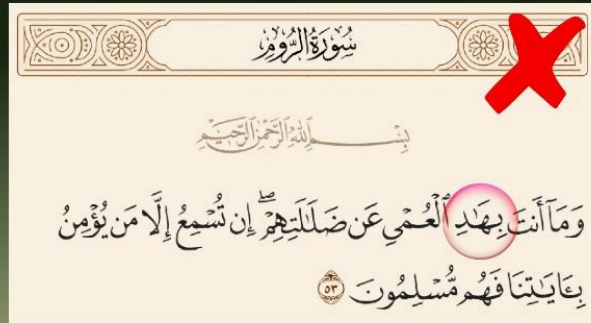 سُورَةُ الرُّومِ
بِسْمِ ٱللَّهِ ٱلرَّحْمَٰنِ ٱلرَّحِيمِ
وَمَآ أَنتَ بِهَٰدِ ٱلْعُمْىِ عَن ضَلَٰلَتِهِمْ ۖ إِن تُسْمِعُ إِلَّا مَن يُؤْمِنُ
بِـَٔايَٰتِنَا فَهُم مُّسْلِمُونَ ٥٣